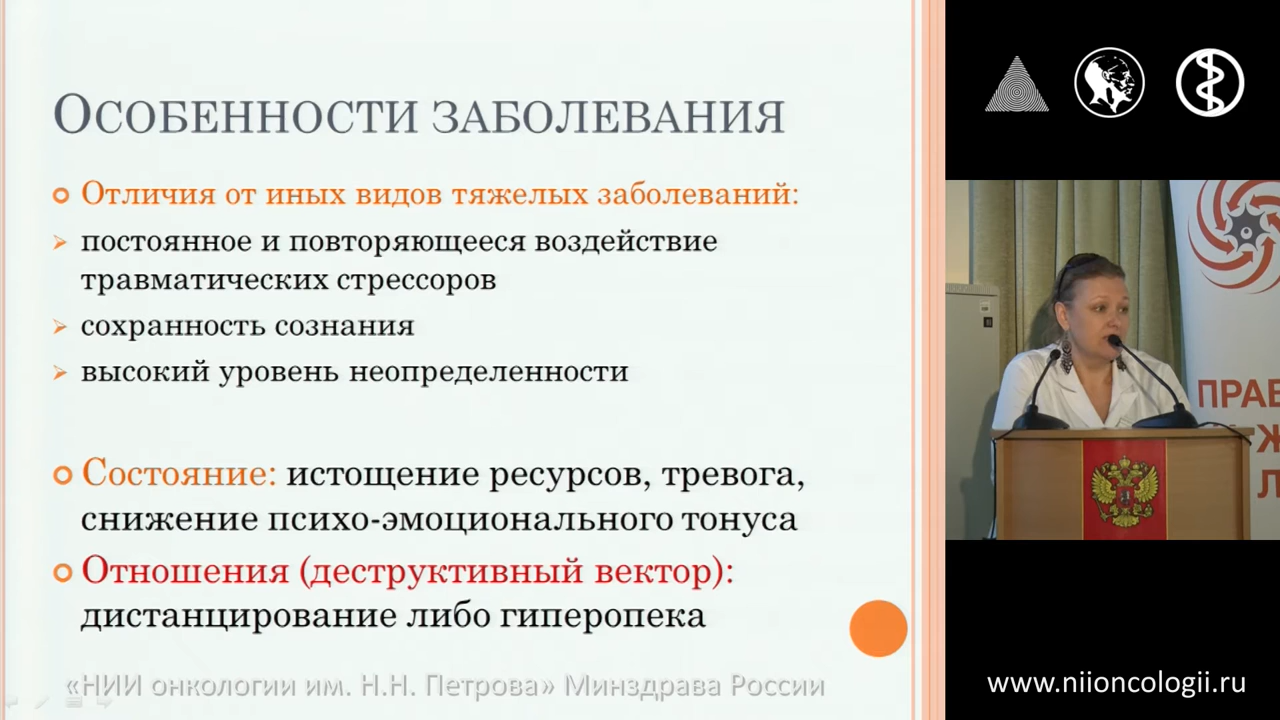 ОСОБЕННОСТИ ЗАБОЛЕВАНИЯ
Отличия от иных видов тяжелых заболеваний:
постоянное и повторяющееся воздействие
травматических стрессоров
сохранность сознания
высокий уровень неопределенности
Состояние: истощение ресурсов, тревога,
снижение психо-эмоционального тонуса
Отношения (деструктивный вектор):
дистанцирование либо гиперопека
«НИИ онкологии им. Н.Н. Петрова» Минздрава России
www.niioncologii.ru